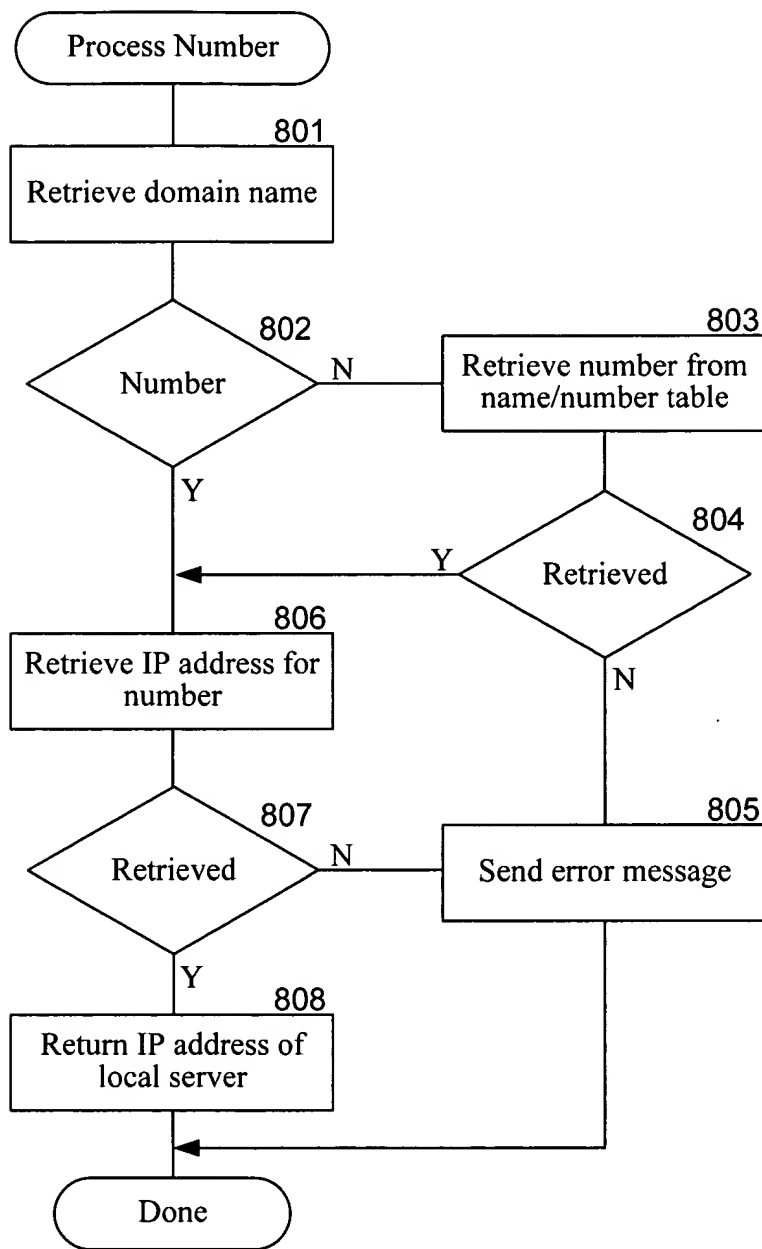 Process Number
801
Retrieve domain name
802
Number
N
Y
803
Retrieve number from
name/number table
804
Retrieved
Y
N
806
Retrieve IP address for
number
807
Retrieved
N
Y
805
Send error message
808
Return IP address of
local server
Done